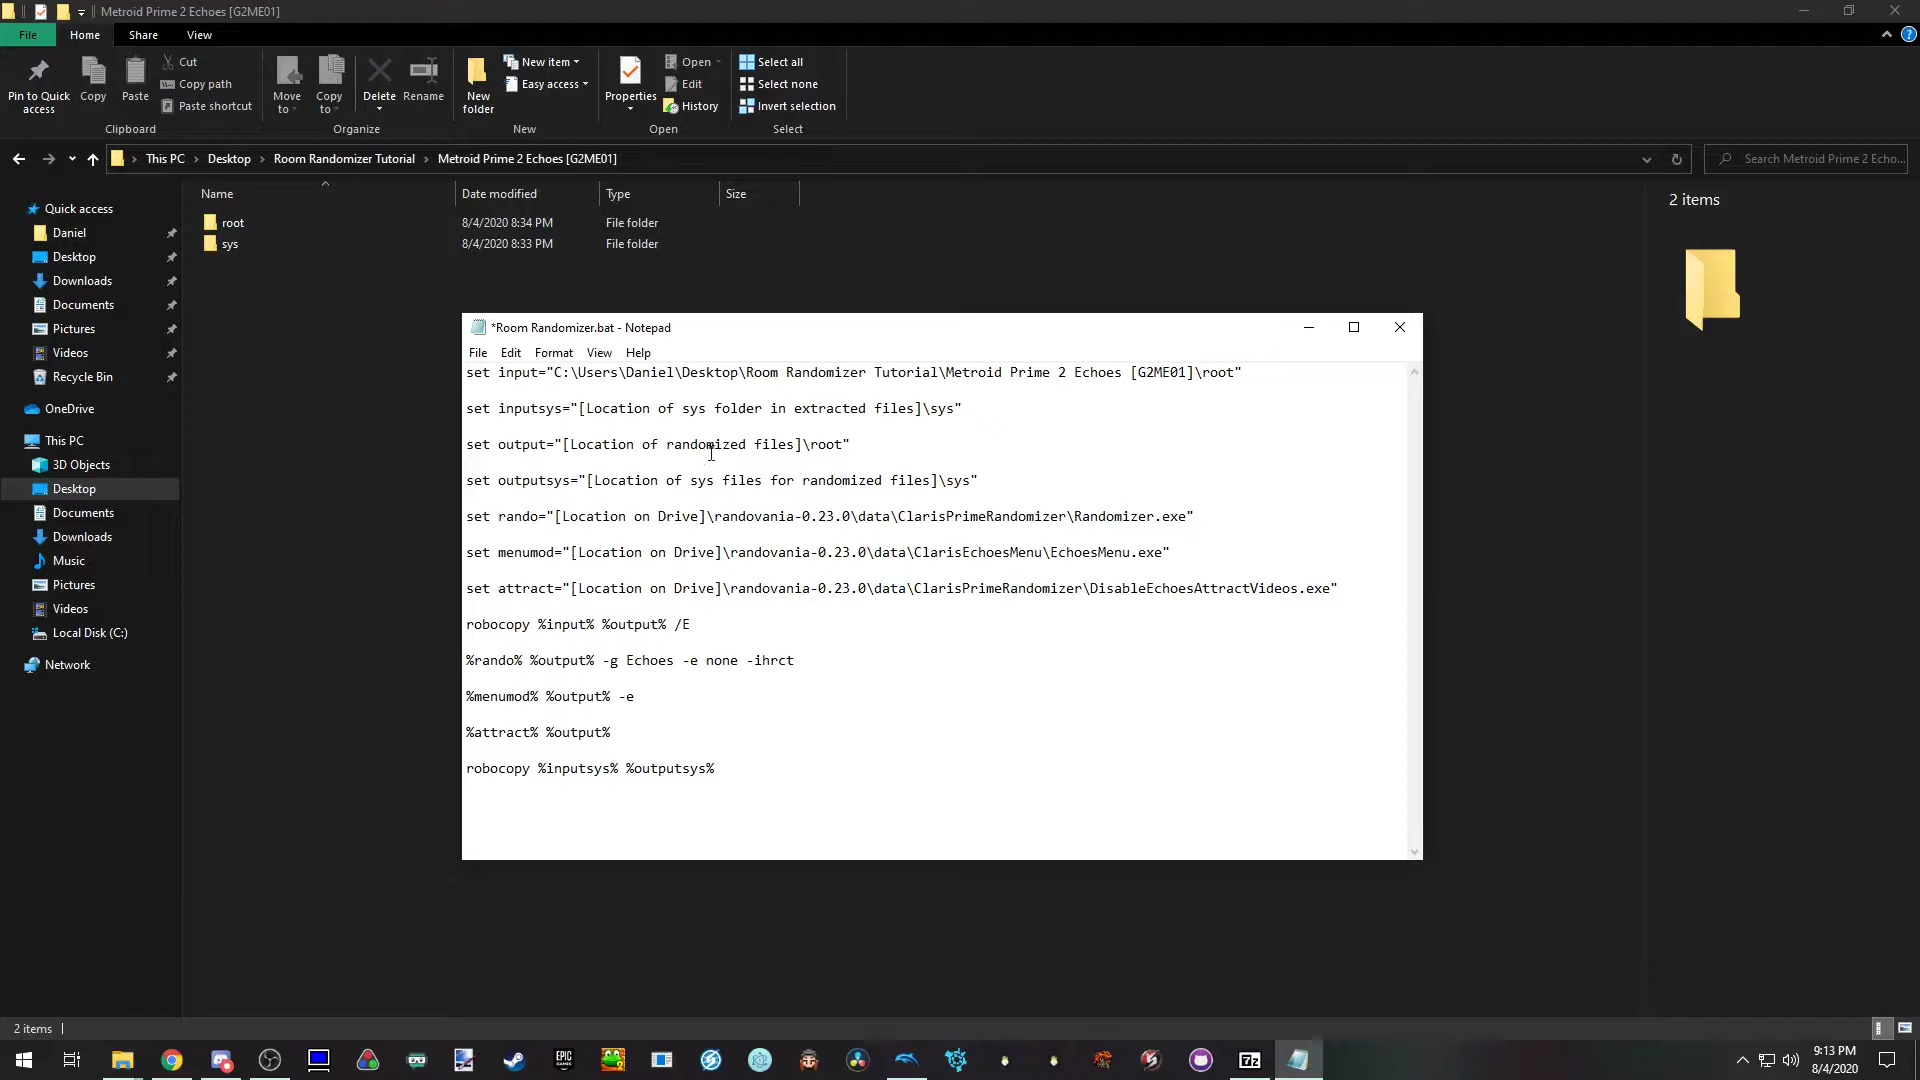 Metroid Prime 2 Echoes [G2ME01]
File Home Share View
Pin to Quick access
Copy
Paste
Cut
Copy path
Paste shortcut
Clipboard
Move to
Copy to
Delete
Rename
Organize
New folder
New item
Easy access
New
Properties
Open
Edit
History
Open
Select all
Select none
Invert selection
Select
This PC > Desktop > Room Randomizer Tutorial > Metroid Prime 2 Echoes [G2ME01]
Search Metroid Prime 2 Echo...
Name Date modified Type Size
root 8/4/2020 8:34 PM File folder
sys 8/4/2020 8:33 PM File folder
2 items
Quick access
Daniel
Desktop
Downloads
Documents
Pictures
Videos
Recycle Bin
OneDrive
This PC
3D Objects
Desktop
Documents
Downloads
Music
Pictures
Videos
Local Disk (C:)
Network
*Room Randomizer.bat - Notepad
File Edit Format View Help
set input="C:\Users\Daniel\Desktop\Room Randomizer Tutorial\Metroid Prime 2 Echoes [G2ME01]\root"
set inputsys="[Location of sys folder in extracted files]\sys"
set output="[Location of randomized files]\root"
set outputsys="[Location of sys files for randomized files]\sys"
set rando="[Location on Drive]\randovania-0.23.0\data\ClarisPrimeRandomizer\Randomizer.exe"
set menumod="[Location on Drive]\randovania-0.23.0\data\ClarisEchoesMenu\EchoesMenu.exe"
set attract="[Location on Drive]\randovania-0.23.0\data\ClarisPrimeRandomizer\DisableEchoesAttractVideos.exe"
robocopy %input% %output% /E
%rando% %output% -g Echoes -e none -ihrct
%menumod% %output% -e
%attract% %output%
robocopy %inputsys% %outputsys%
2 items
EPIC GAMES
7z
9:13 PM
8/4/2020